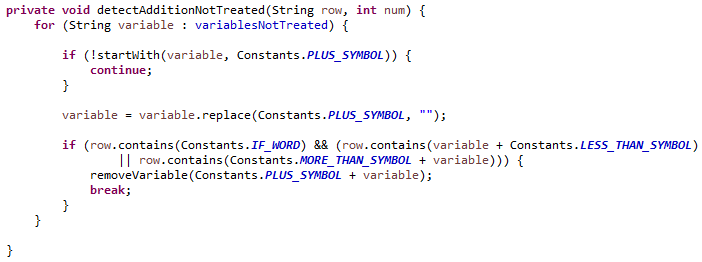 private void detectAdditionNotTreated(String row, int num) {
    for (String variable : variablesNotTreated) {

        if (!startWith(variable, Constants.PLUS_SYMBOL)) {
            continue;
        }

        variable = variable.replace(Constants.PLUS_SYMBOL, "");

        if (row.contains(Constants.IF_WORD) && (row.contains(variable + Constants.LESS_THAN_SYMBOL)
                || row.contains(Constants.MORE_THAN_SYMBOL + variable))) {
            removeVariable(Constants.PLUS_SYMBOL + variable);
            break;
        }
    }

}